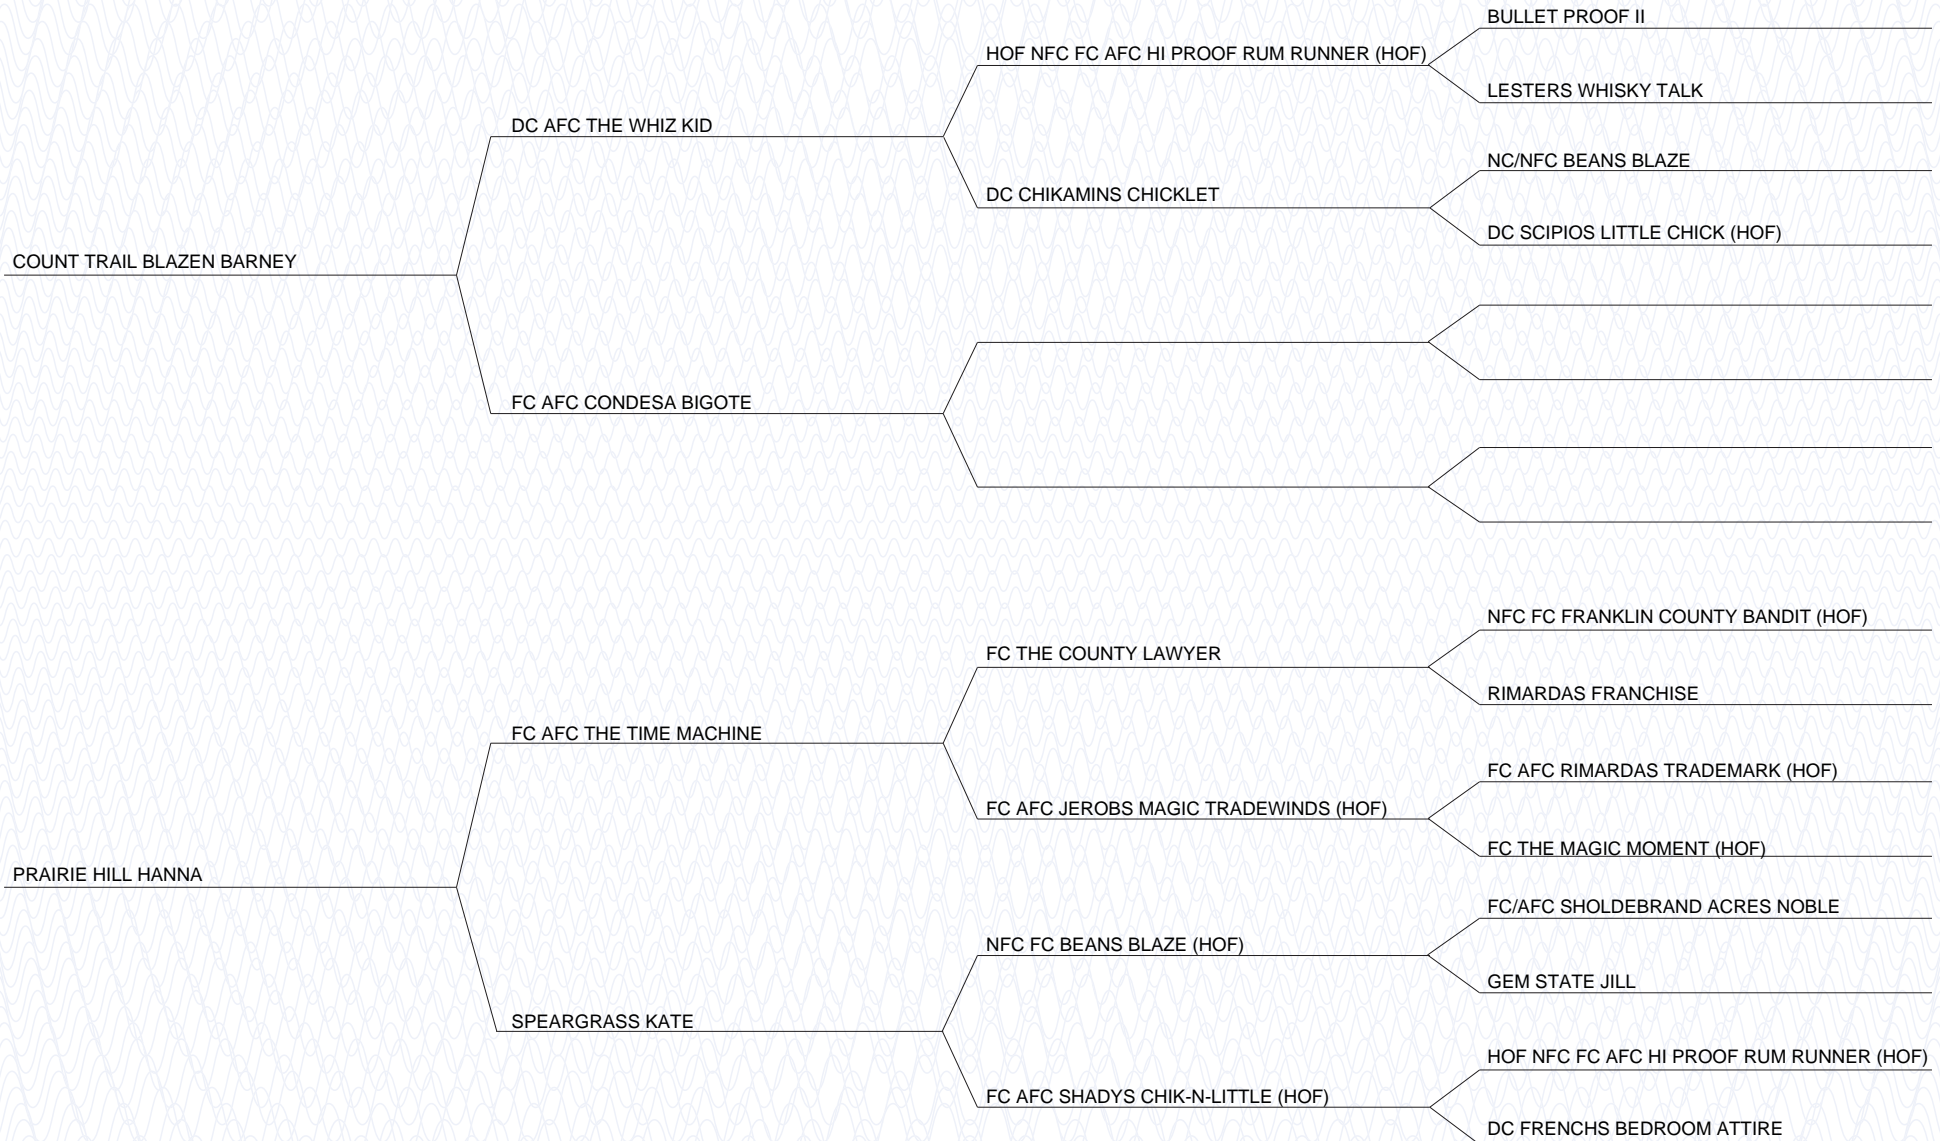 BULLET PROOF II
HOF NFC FC AFC HI PROOF RUM RUNNER (HOF)
LESTERS WHISKY TALK
DC AFC THE WHIZ KID
NC/NFC BEANS BLAZE
DC CHIKAMINS CHICKLET
DC SCIPIOS LITTLE CHICK (HOF)
COUNT TRAIL BLAZEN BARNEY
FC AFC CONDESA BIGOTE
NFC FC FRANKLIN COUNTY BANDIT (HOF)
FC THE COUNTY LAWYER
RIMARDAS FRANCHISE
FC AFC THE TIME MACHINE
FC AFC RIMARDAS TRADEMARK (HOF)
FC AFC JEROBS MAGIC TRADEWINDS (HOF)
FC THE MAGIC MOMENT (HOF)
PRAIRIE HILL HANNA
FC/AFC SHOLDEBRAND ACRES NOBLE
NFC FC BEANS BLAZE (HOF)
GEM STATE JILL
SPEARGRASS KATE
HOF NFC FC AFC HI PROOF RUM RUNNER (HOF)
FC AFC SHADYS CHIK-N-LITTLE (HOF)
DC FRENCHS BEDROOM ATTIRE